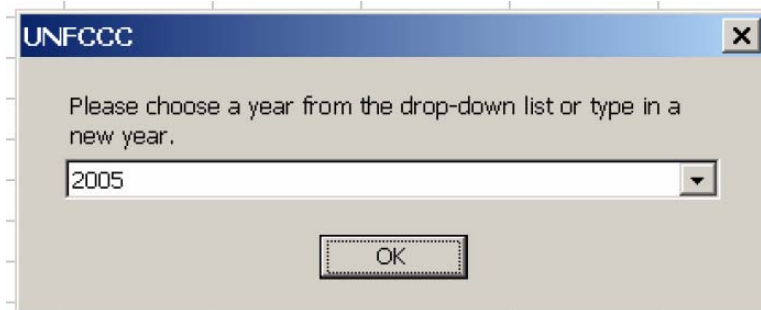 UNFCCC
Please choose a year from the drop-down list or type in a
new year.
2005
OK